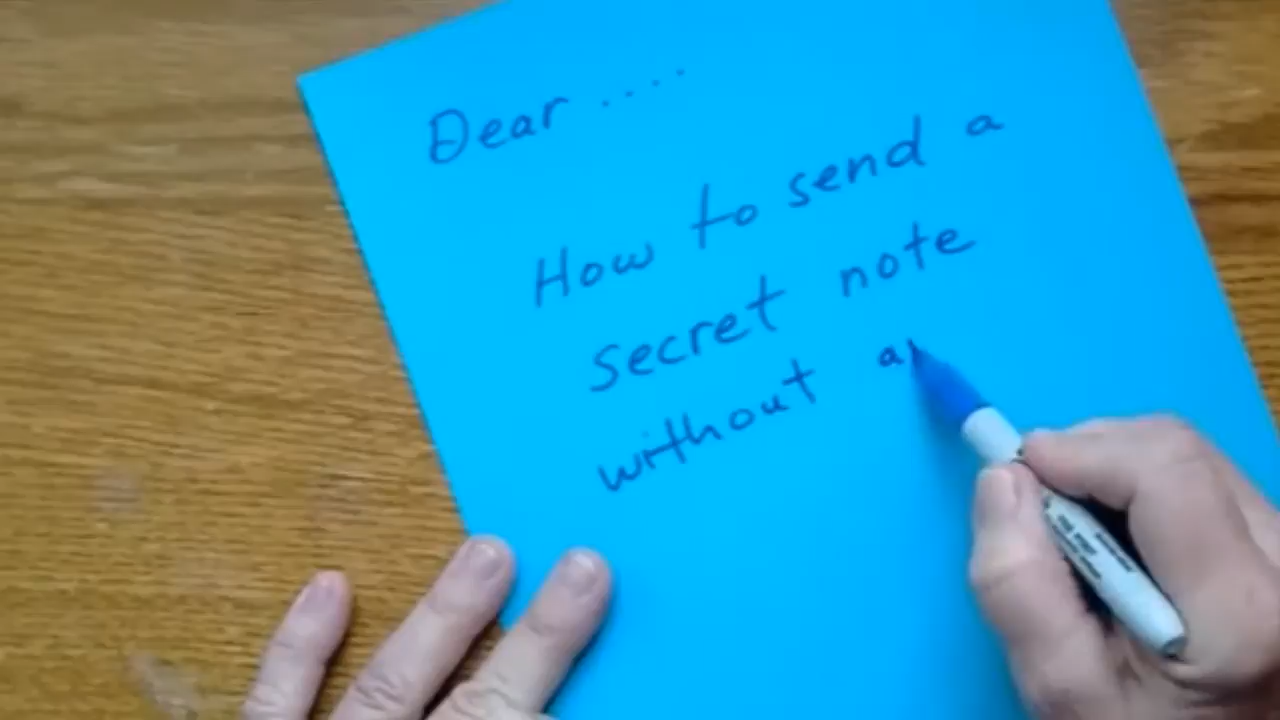 Dear ....
How to send a
secret note
without a